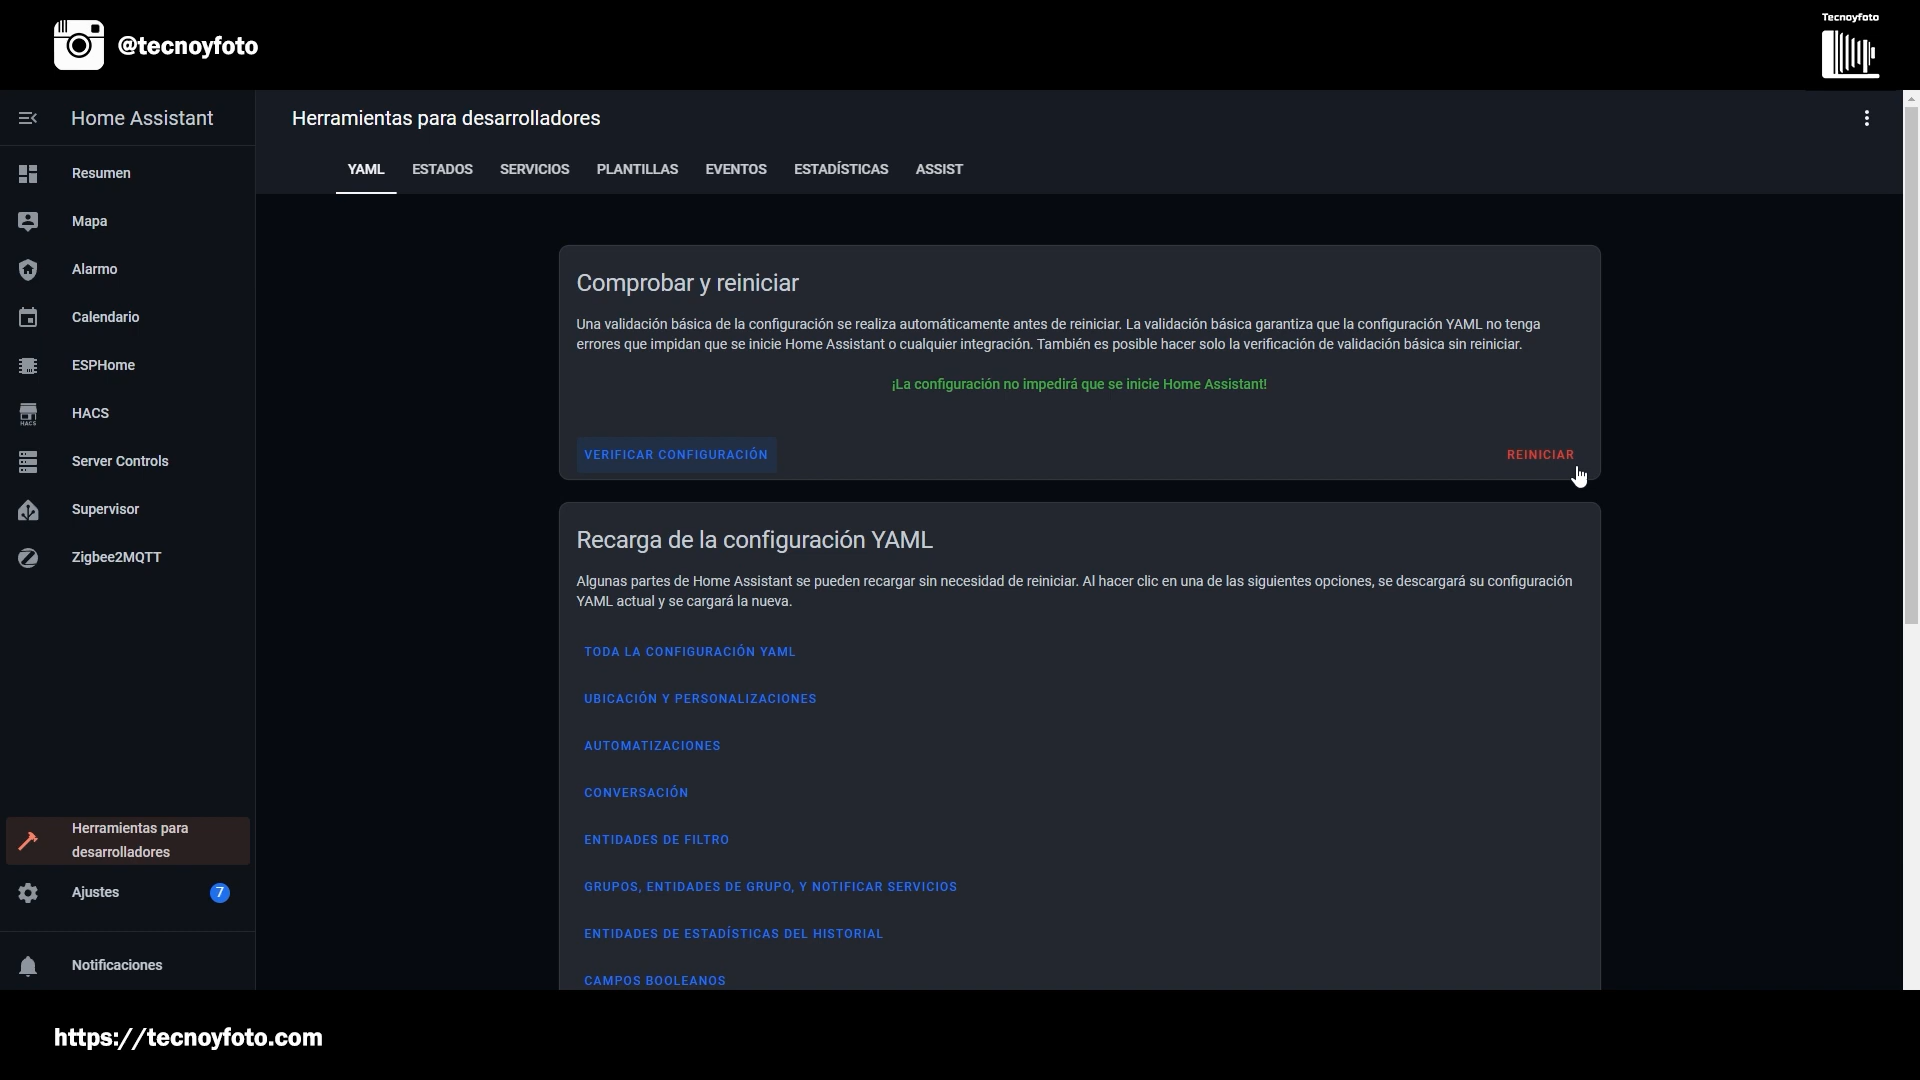 @tecnoyfoto
Tecnoyfoto
Home Assistant
Herramientas para desarrolladores
YAML
ESTADOS
SERVICIOS
PLANTILLAS
EVENTOS
ESTADÍSTICAS
ASSIST
Resumen
Mapa
Alarmo
Calendario
ESPHome
HACS
HACS
Server Controls
Supervisor
Zigbee2MQTT
Herramientas para
desarrolladores
Ajustes
7
Notificaciones
Comprobar y reiniciar
Una validación básica de la configuración se realiza automáticamente antes de reiniciar. La validación básica garantiza que la configuración YAML no tenga
errores que impidan que se inicie Home Assistant o cualquier integración. También es posible hacer solo la verificación de validación básica sin reiniciar.
¡La configuración no impedirá que se inicie Home Assistant!
VERIFICAR CONFIGURACIÓN
REINICIAR
Recarga de la configuración YAML
Algunas partes de Home Assistant se pueden recargar sin necesidad de reiniciar. Al hacer clic en una de las siguientes opciones, se descargará su configuración
YAML actual y se cargará la nueva.
TODA LA CONFIGURACIÓN YAML
UBICACIÓN Y PERSONALIZACIONES
AUTOMATIZACIONES
CONVERSACIÓN
ENTIDADES DE FILTRO
GRUPOS, ENTIDADES DE GRUPO, Y NOTIFICAR SERVICIOS
ENTIDADES DE ESTADÍSTICAS DEL HISTORIAL
CAMPOS BOOLEANOS
https://tecnoyfoto.com